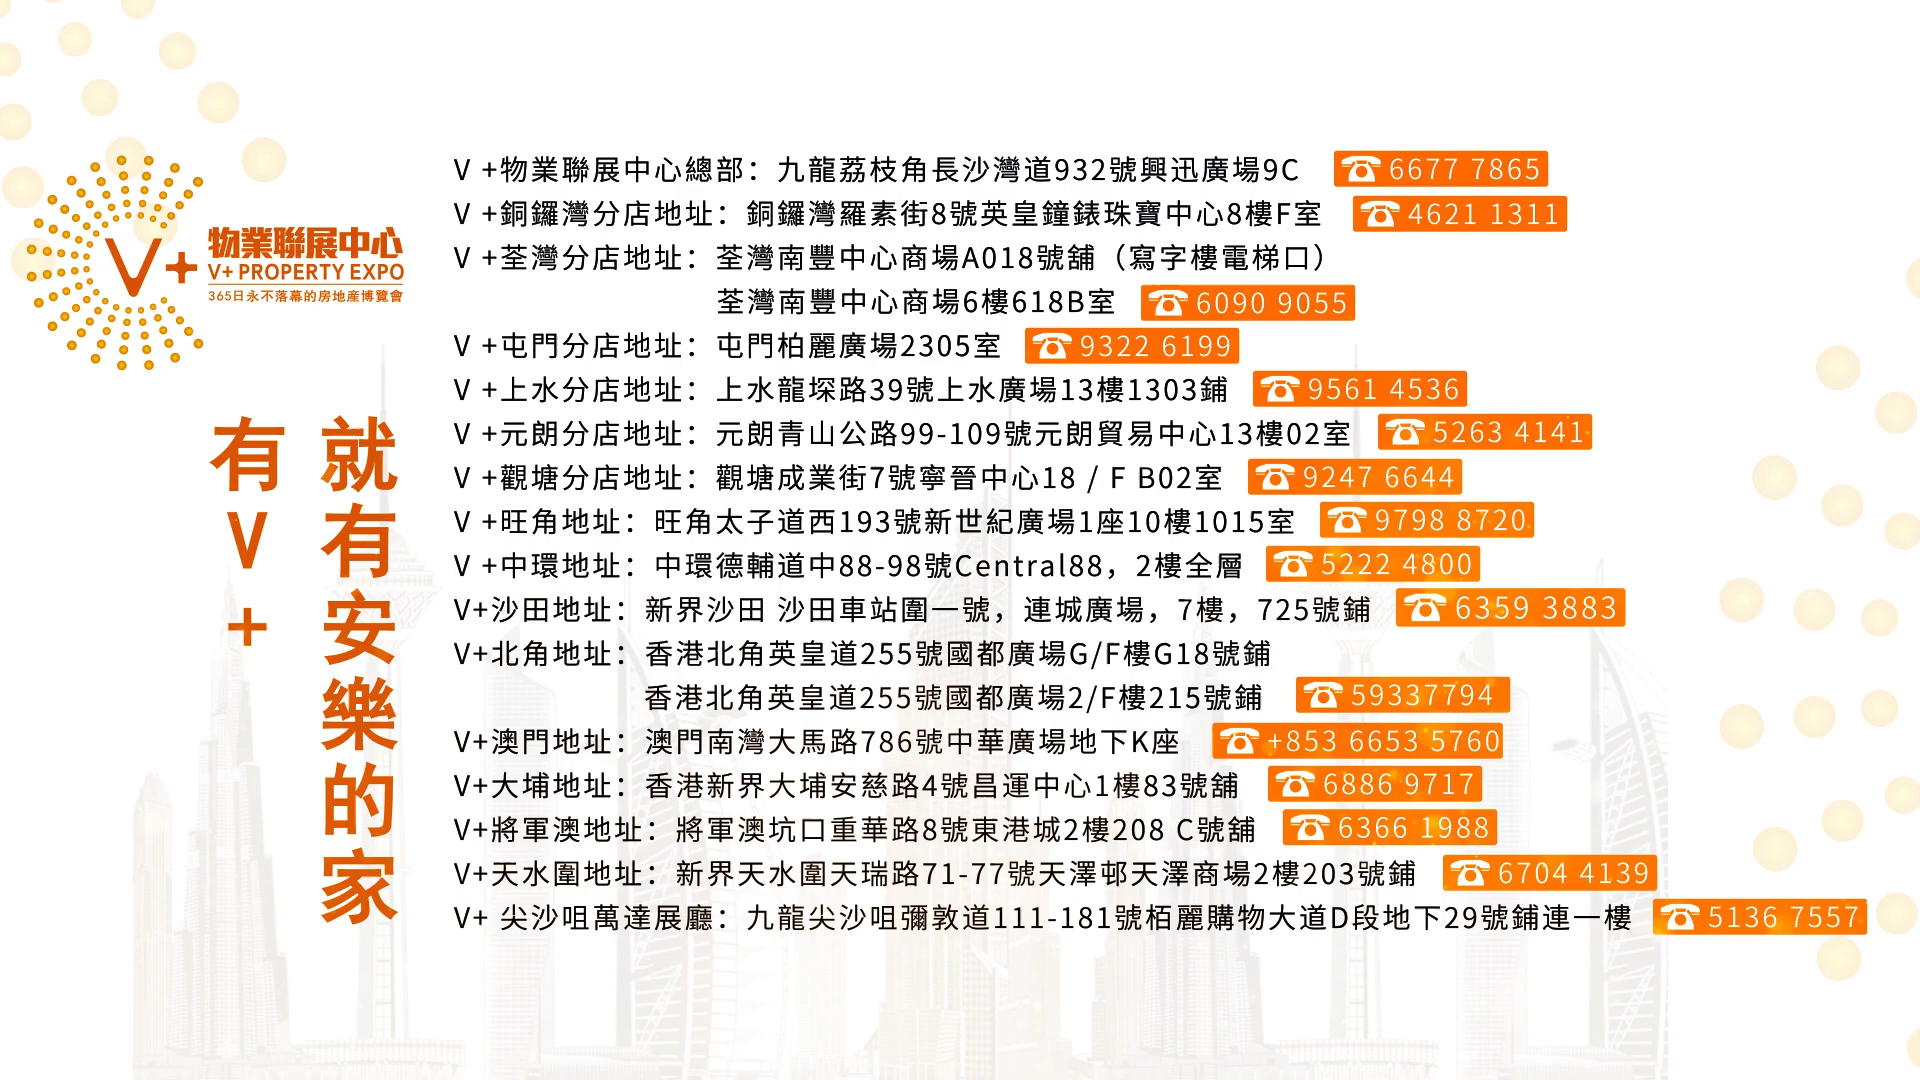 物業聯展中心
V+ PROPERTY EXPO
365日永不落幕的房地産博覽會
有V+
就有安樂的家
V +物業聯展中心總部：九龍荔枝角長沙灣道932號興迅廣場9C ☎ 6677 7865
V +銅鑼灣分店地址：銅鑼灣羅素街8號英皇鐘錶珠寶中心8樓F室 ☎ 4621 1311
V +荃灣分店地址：荃灣南豐中心商場A018號舖（寫字樓電梯口）
荃灣南豐中心商場6樓618B室 ☎ 6090 9055
V +屯門分店地址：屯門柏麗廣場2305室 ☎ 9322 6199
V +上水分店地址：上水龍堔路39號上水廣場13樓1303鋪 ☎ 9561 4536
V +元朗分店地址：元朗青山公路99-109號元朗貿易中心13樓02室 ☎ 5263 4141
V +觀塘分店地址：觀塘成業街7號寧晉中心18 / F B02室 ☎ 9247 6644
V +旺角地址：旺角太子道西193號新世紀廣場1座10樓1015室 ☎ 9798 8720
V +中環地址：中環德輔道中88-98號Central88，2樓全層 ☎ 5222 4800
V+沙田地址：新界沙田 沙田車站圍一號，連城廣場，7樓，725號鋪 ☎ 6359 3883
V+北角地址：香港北角英皇道255號國都廣場G/F樓G18號鋪
香港北角英皇道255號國都廣場2/F樓215號鋪 ☎ 59337794
V+澳門地址：澳門南灣大馬路786號中華廣場地下K座 ☎ +853 6653 5760
V+大埔地址：香港新界大埔安慈路4號昌運中心1樓83號舖 ☎ 6886 9717
V+將軍澳地址：將軍澳坑口重華路8號東港城2樓208 C號舖 ☎ 6366 1988
V+天水圍地址：新界天水圍天瑞路71-77號天澤邨天澤商場2樓203號鋪 ☎ 6704 4139
V+ 尖沙咀萬達展廳：九龍尖沙咀彌敦道111-181號栢麗購物大道D段地下29號鋪連一樓 ☎ 5136 7557